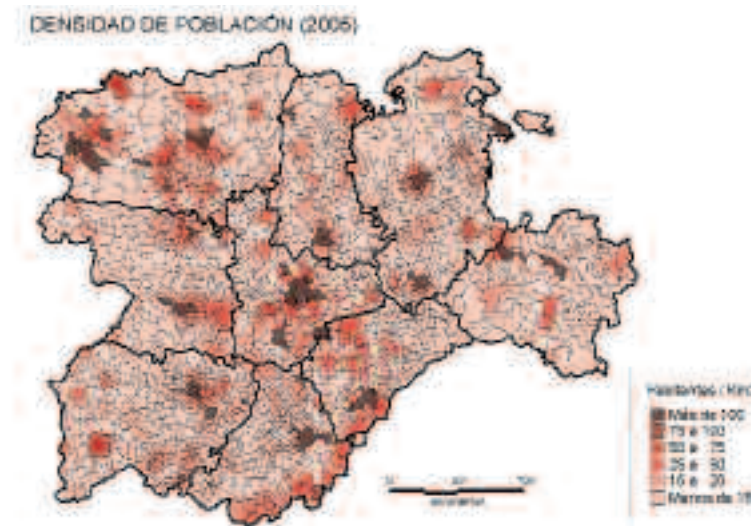 DENSIDAD DE POBLACIÓN (2005)
Habitantes / Km
Más de 100
75 a 100
50 a 75
25 a 50
15 a 25
Menos de 15